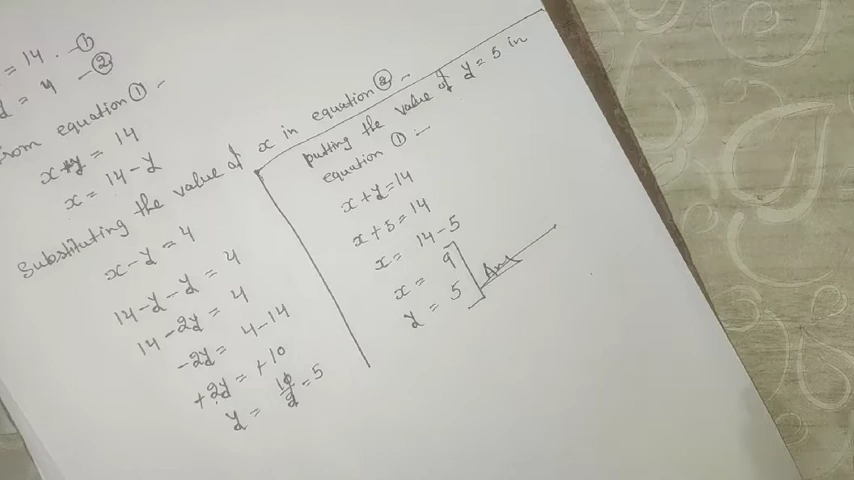 = 14 . - ①
y = 4 - ②
From equation ① -
x+y = 14
x = 14-y
Substituting the value of x in equation ② -
x-y = 4
14-y-y = 4
14-2y = 4
-2y = 4-14
+2y = +10
y = 10/2 = 5
putting the value of y = 5 in
equation ① :-
x+y=14
x+5=14
x= 14-5
x = 9
y = 5
Ans